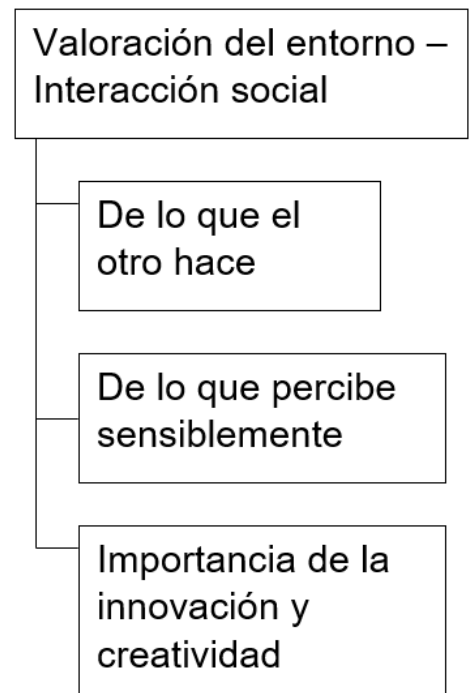 Valoración del entorno –
Interacción social
De lo que el
otro hace
De lo que percibe
sensiblemente
Importancia de la
innovación y
creatividad